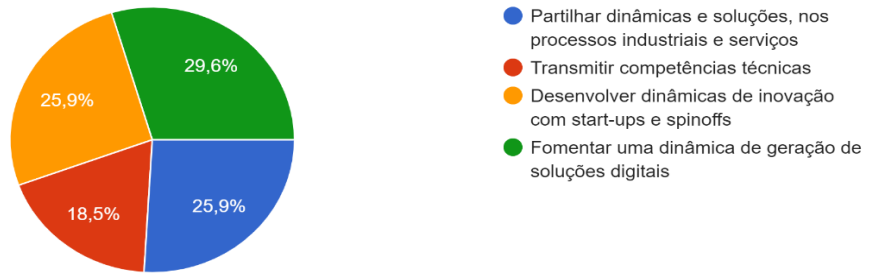 29,6%
25,9%
18,5%
25,9%
Partilhar dinâmicas e soluções, nos
processos industriais e serviços
Transmitir competências técnicas
Desenvolver dinâmicas de inovação
com start-ups e spinoffs
Fomentar uma dinâmica de geração de
soluções digitais